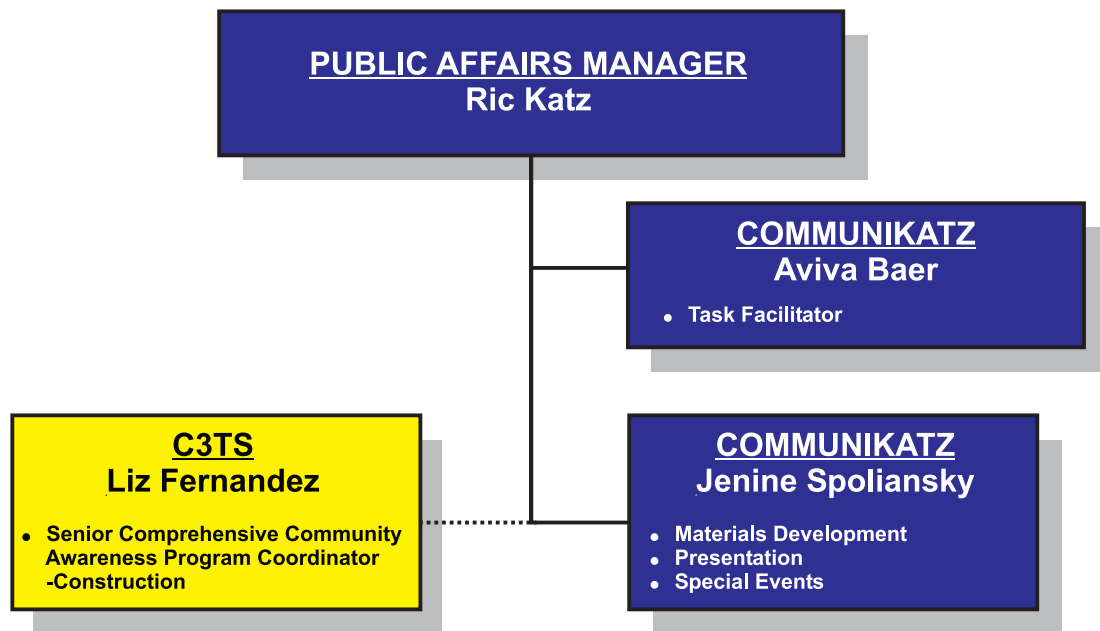 PUBLIC AFFAIRS MANAGER
Ric Katz
COMMUNIKATZ
Aviva Baer
• Task Facilitator
C3TS
Liz Fernandez
• Senior Comprehensive Community
Awareness Program Coordinator
-Construction
COMMUNIKATZ
Jenine Spoliansky
• Materials Development
• Presentation
• Special Events